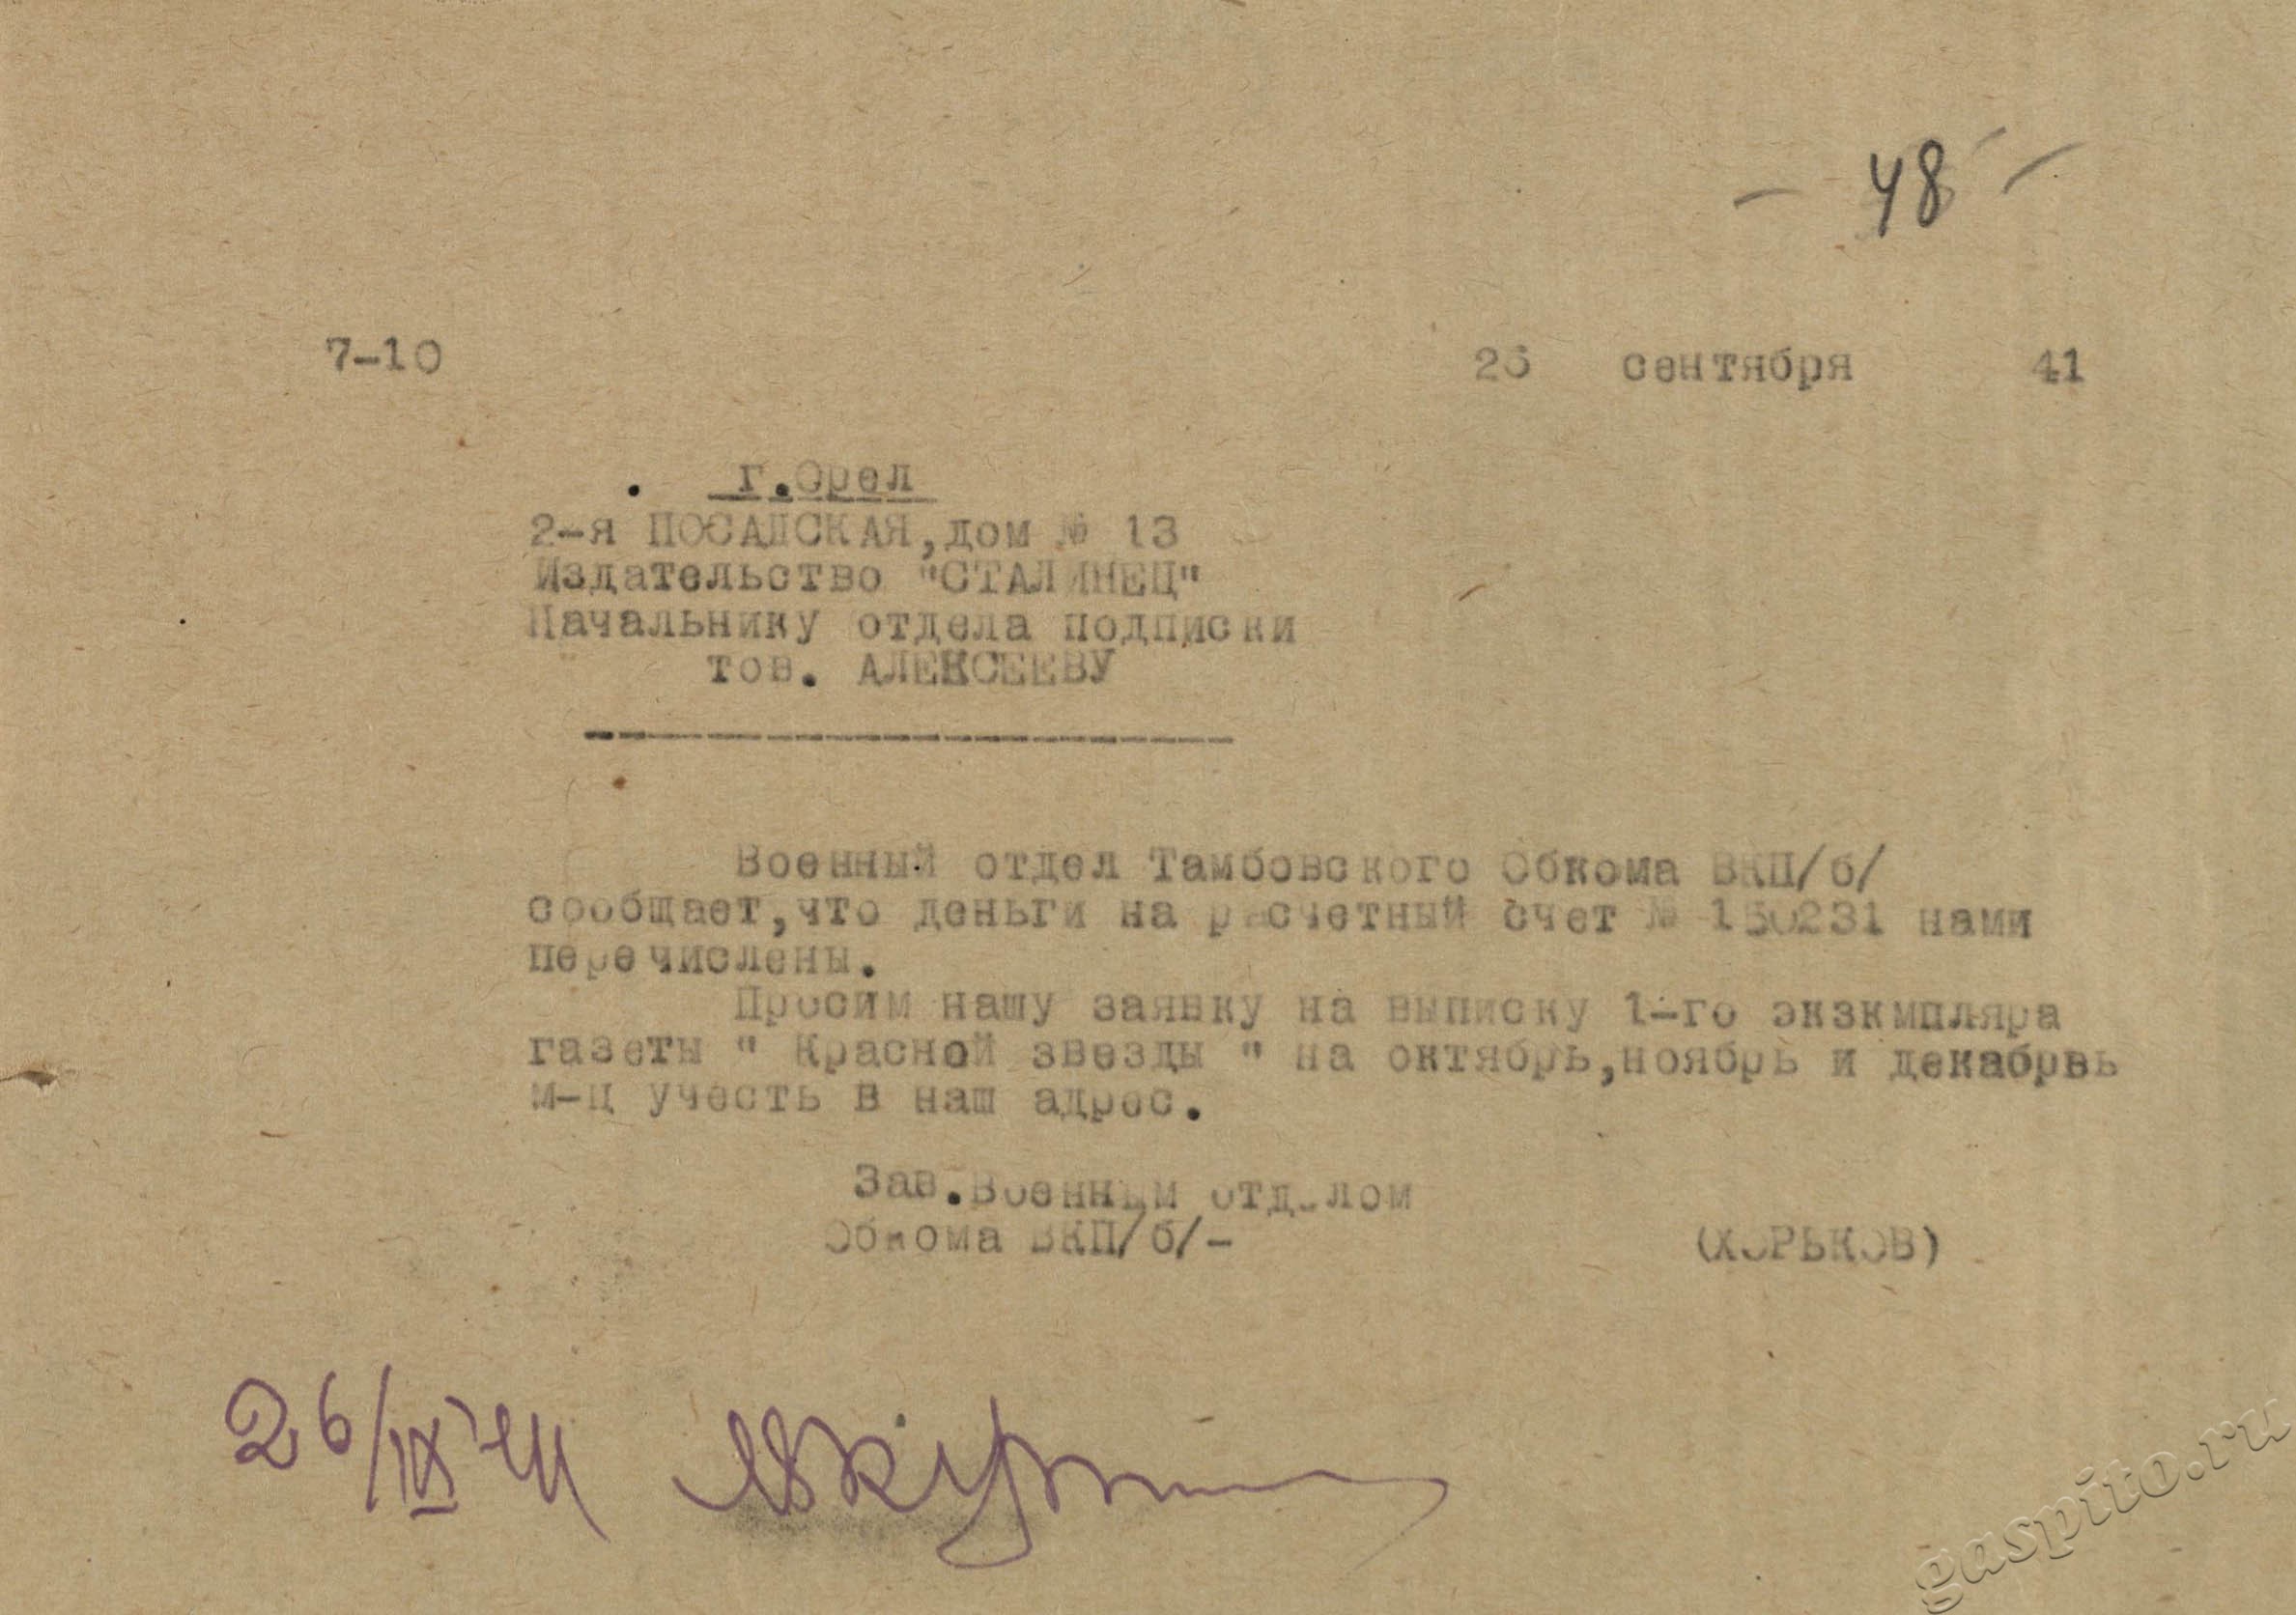 - 48 -
7-10
26 сентября 41
г.Орел
2-я ПОСАДСКАЯ, дом № 13
Издательство "СТАЛИНЕЦ"
Начальнику отдела подписки
тов. АЛЕКСЕЕВУ
Военный отдел Тамбовского Обкома ВКП/б/
сообщает,что деньги на расчетный счет № 150231 нами
перечислены.
Просим нашу заявку на выписку 1-го экзкмпляра
газеты " Красной звезды " на октябрь,ноябрь и декабрвь
м-ц учесть в наш адрес.
Зав.Военным отделом
Обкома ВКП/б/-
(ХОРЬКОВ)
26/IX 41
gaspito.ru